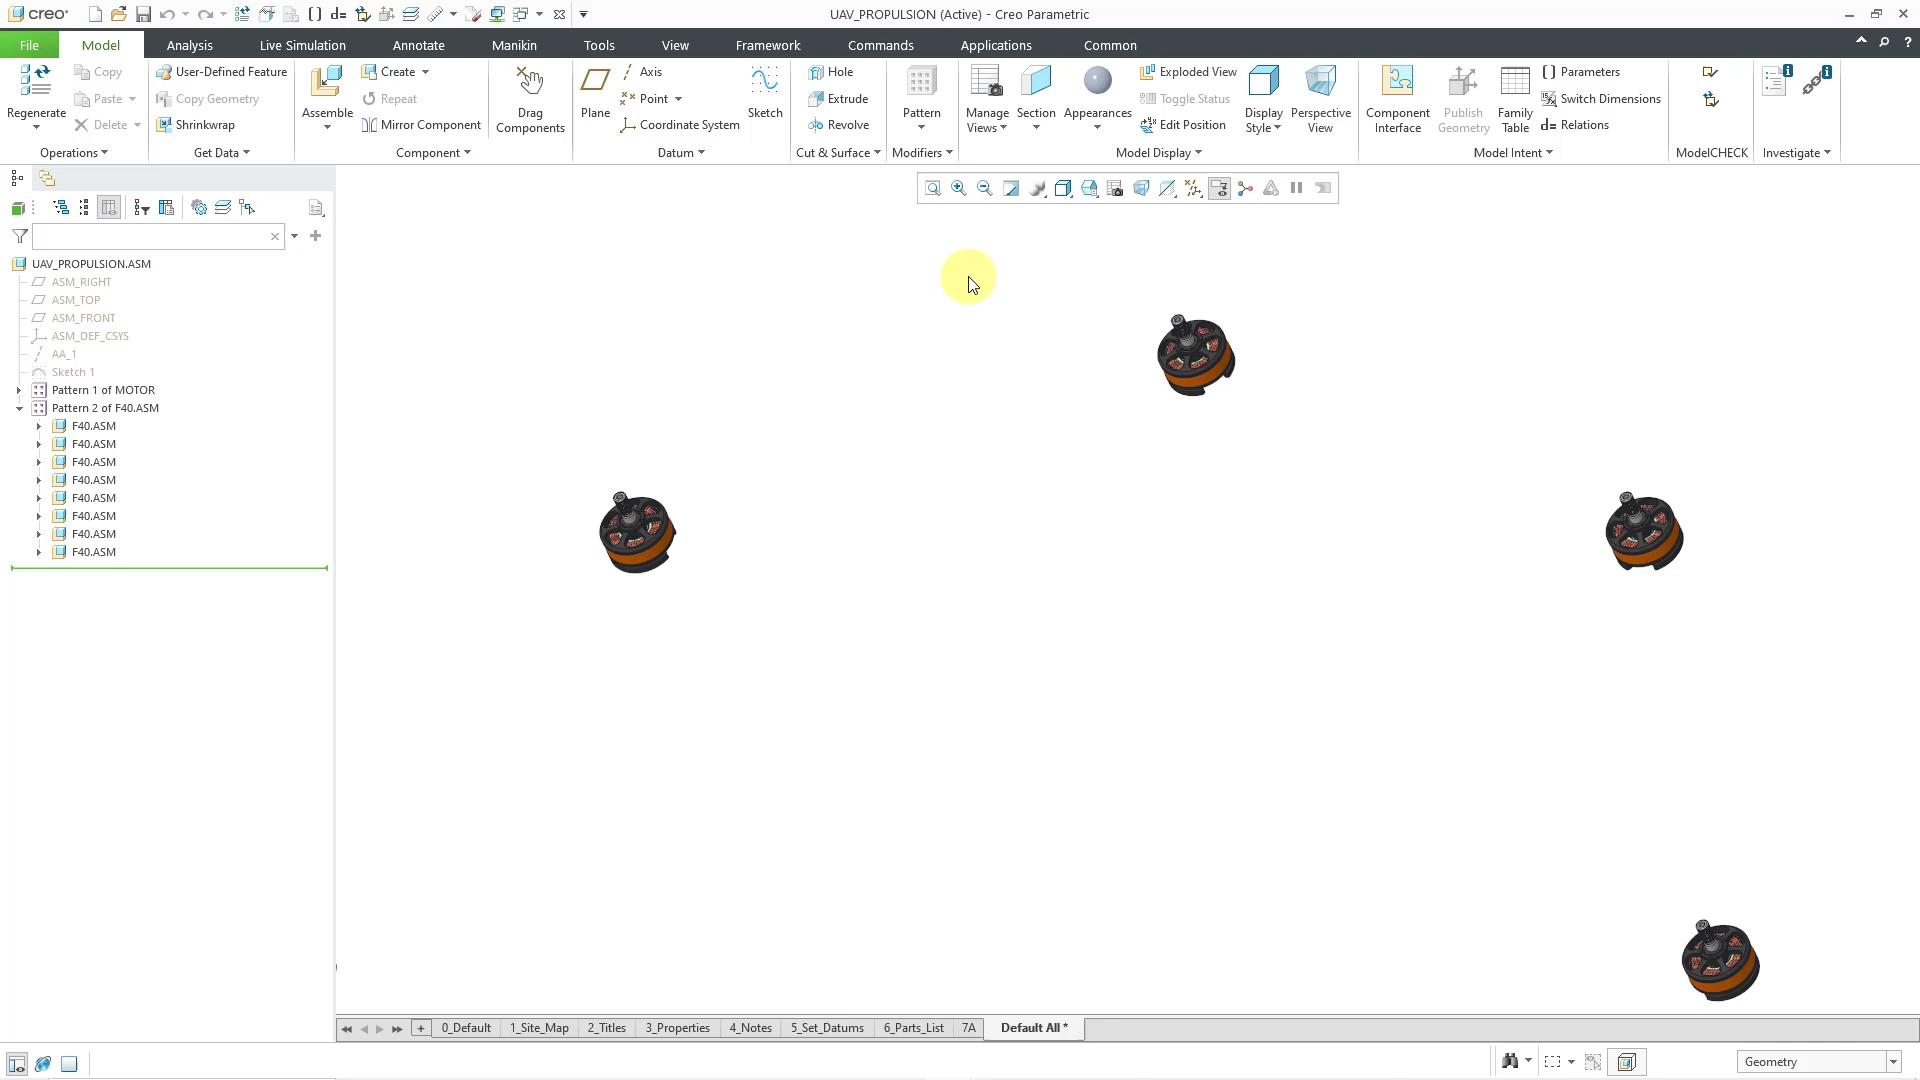 creo
UAV_PROPULSION (Active) - Creo Parametric
File
Model
Analysis
Live Simulation
Annotate
Manikin
Tools
View
Framework
Commands
Applications
Common
Regenerate
Copy
Paste
Delete
Operations
User-Defined Feature
Copy Geometry
Shrinkwrap
Get Data
Assemble
Create
Repeat
Mirror Component
Component
Drag
Components
Plane
Axis
Point
Coordinate System
Sketch
Datum
Hole
Extrude
Revolve
Cut & Surface
Pattern
Modifiers
Manage
Views
Section
Appearances
Exploded View
Toggle Status
Edit Position
Display
Style
Perspective
View
Model Display
Component
Interface
Publish
Geometry
Family
Table
Parameters
Switch Dimensions
d= Relations
Model Intent
ModelCHECK
Investigate
UAV_PROPULSION.ASM
ASM_RIGHT
ASM_TOP
ASM_FRONT
ASM_DEF_CSYS
AA_1
Sketch 1
Pattern 1 of MOTOR
Pattern 2 of F40.ASM
F40.ASM
F40.ASM
F40.ASM
F40.ASM
F40.ASM
F40.ASM
F40.ASM
F40.ASM
0_Default
1_Site_Map
2_Titles
3_Properties
4_Notes
5_Set_Datums
6_Parts_List
7A
Default All *
Geometry